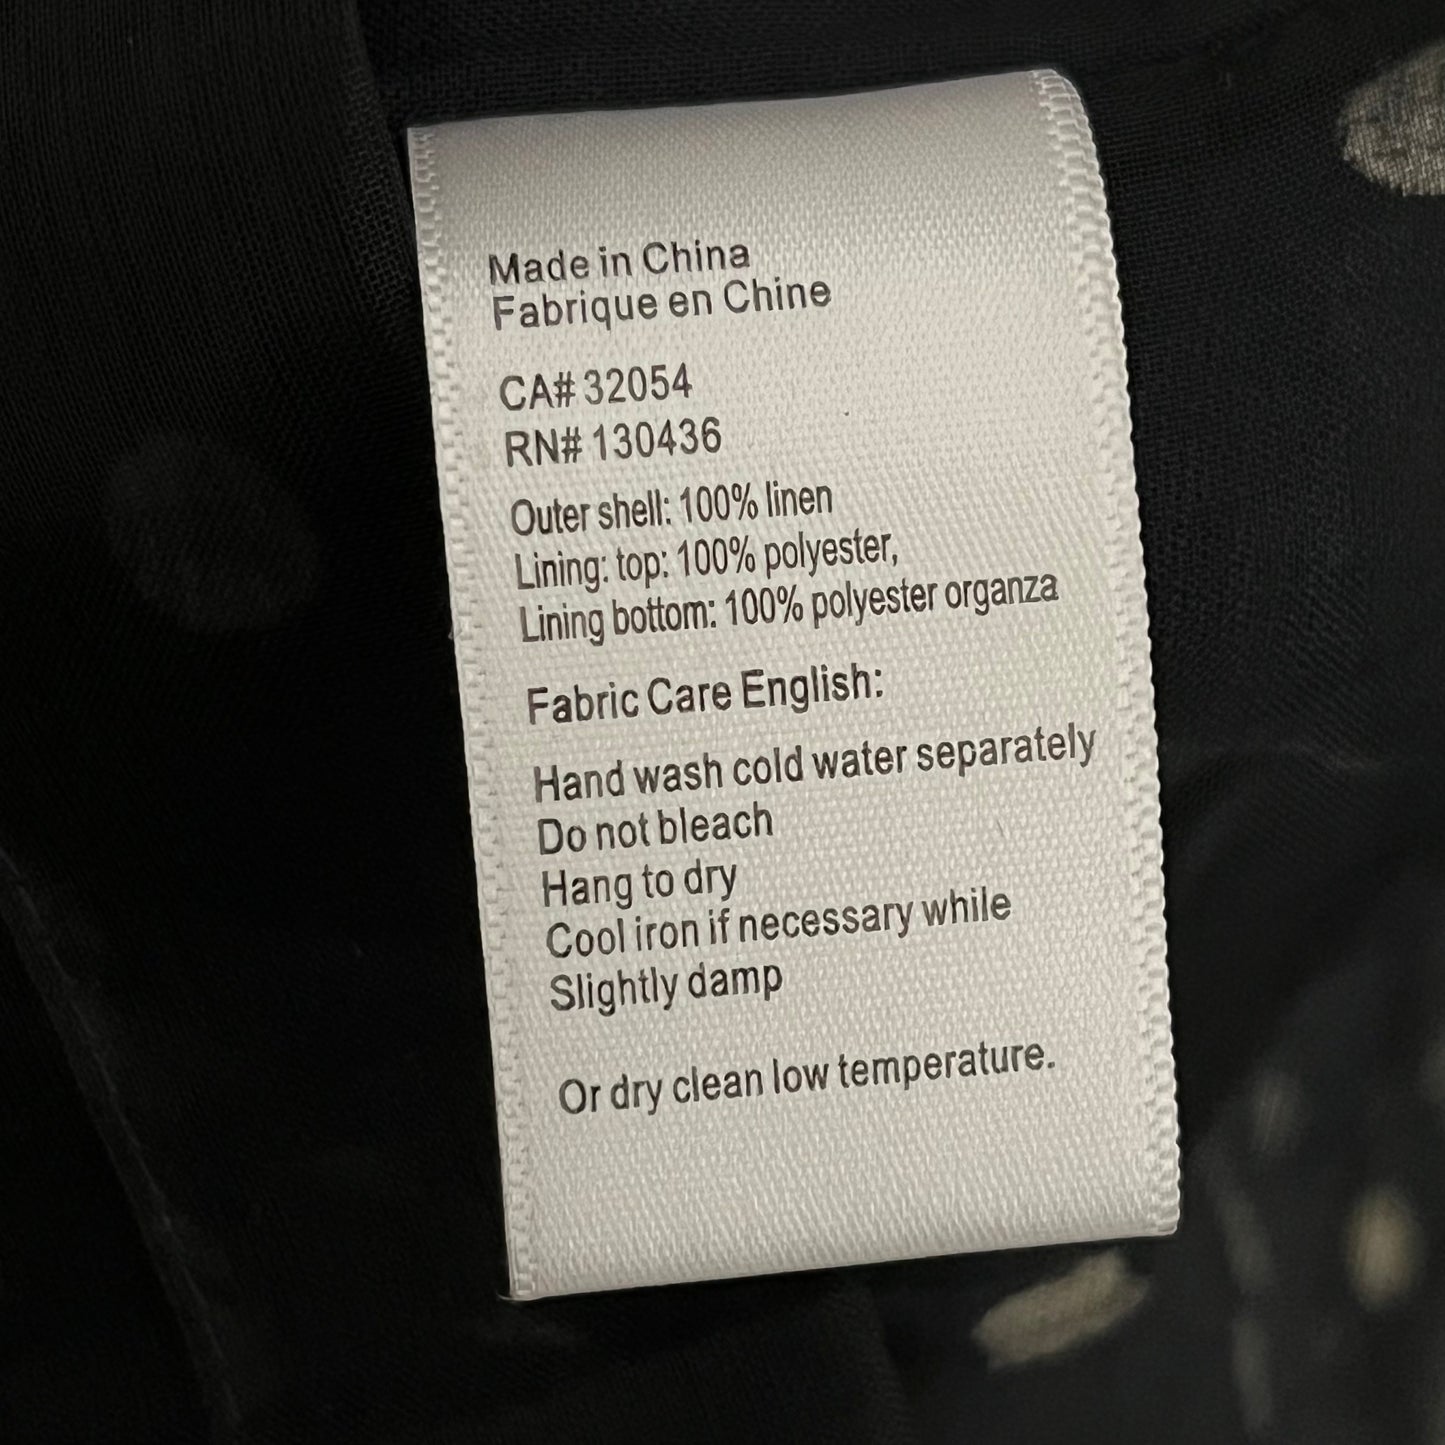 Made in China
Fabrique en Chine
CA# 32054
RN# 130436
Outer shell: 100% linen
Lining: top: 100% polyester,
Lining bottom: 100% polyester organza
Fabric Care English:
Hand wash cold water separately
Do not bleach
Hang to dry
Cool iron if necessary while
Slightly damp
Or dry clean low temperature.